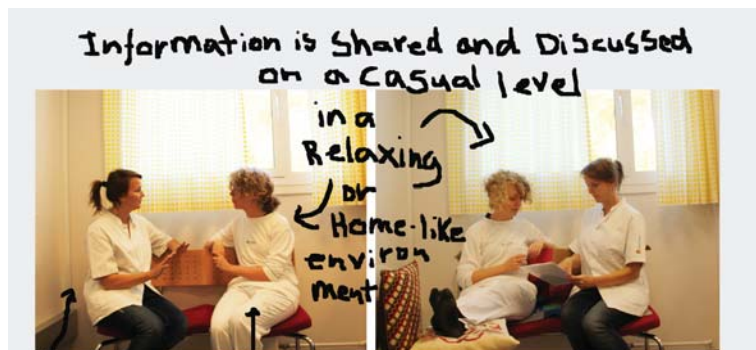 Information is Shared and Discussed
on a Casual level
in a
Relaxing
or
Home-like
environ
ment